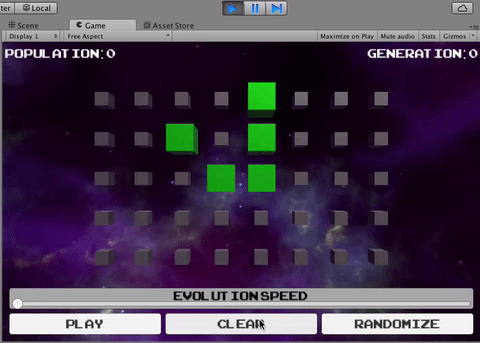 ter Local
Scene Game Asset Store
Display 1 Free Aspect Maximize on Play Mute audio Stats Gizmos
POPULATION:0 GENERATION:0
EVOLUTION SPEED
PLAY CLEAR RANDOMIZE